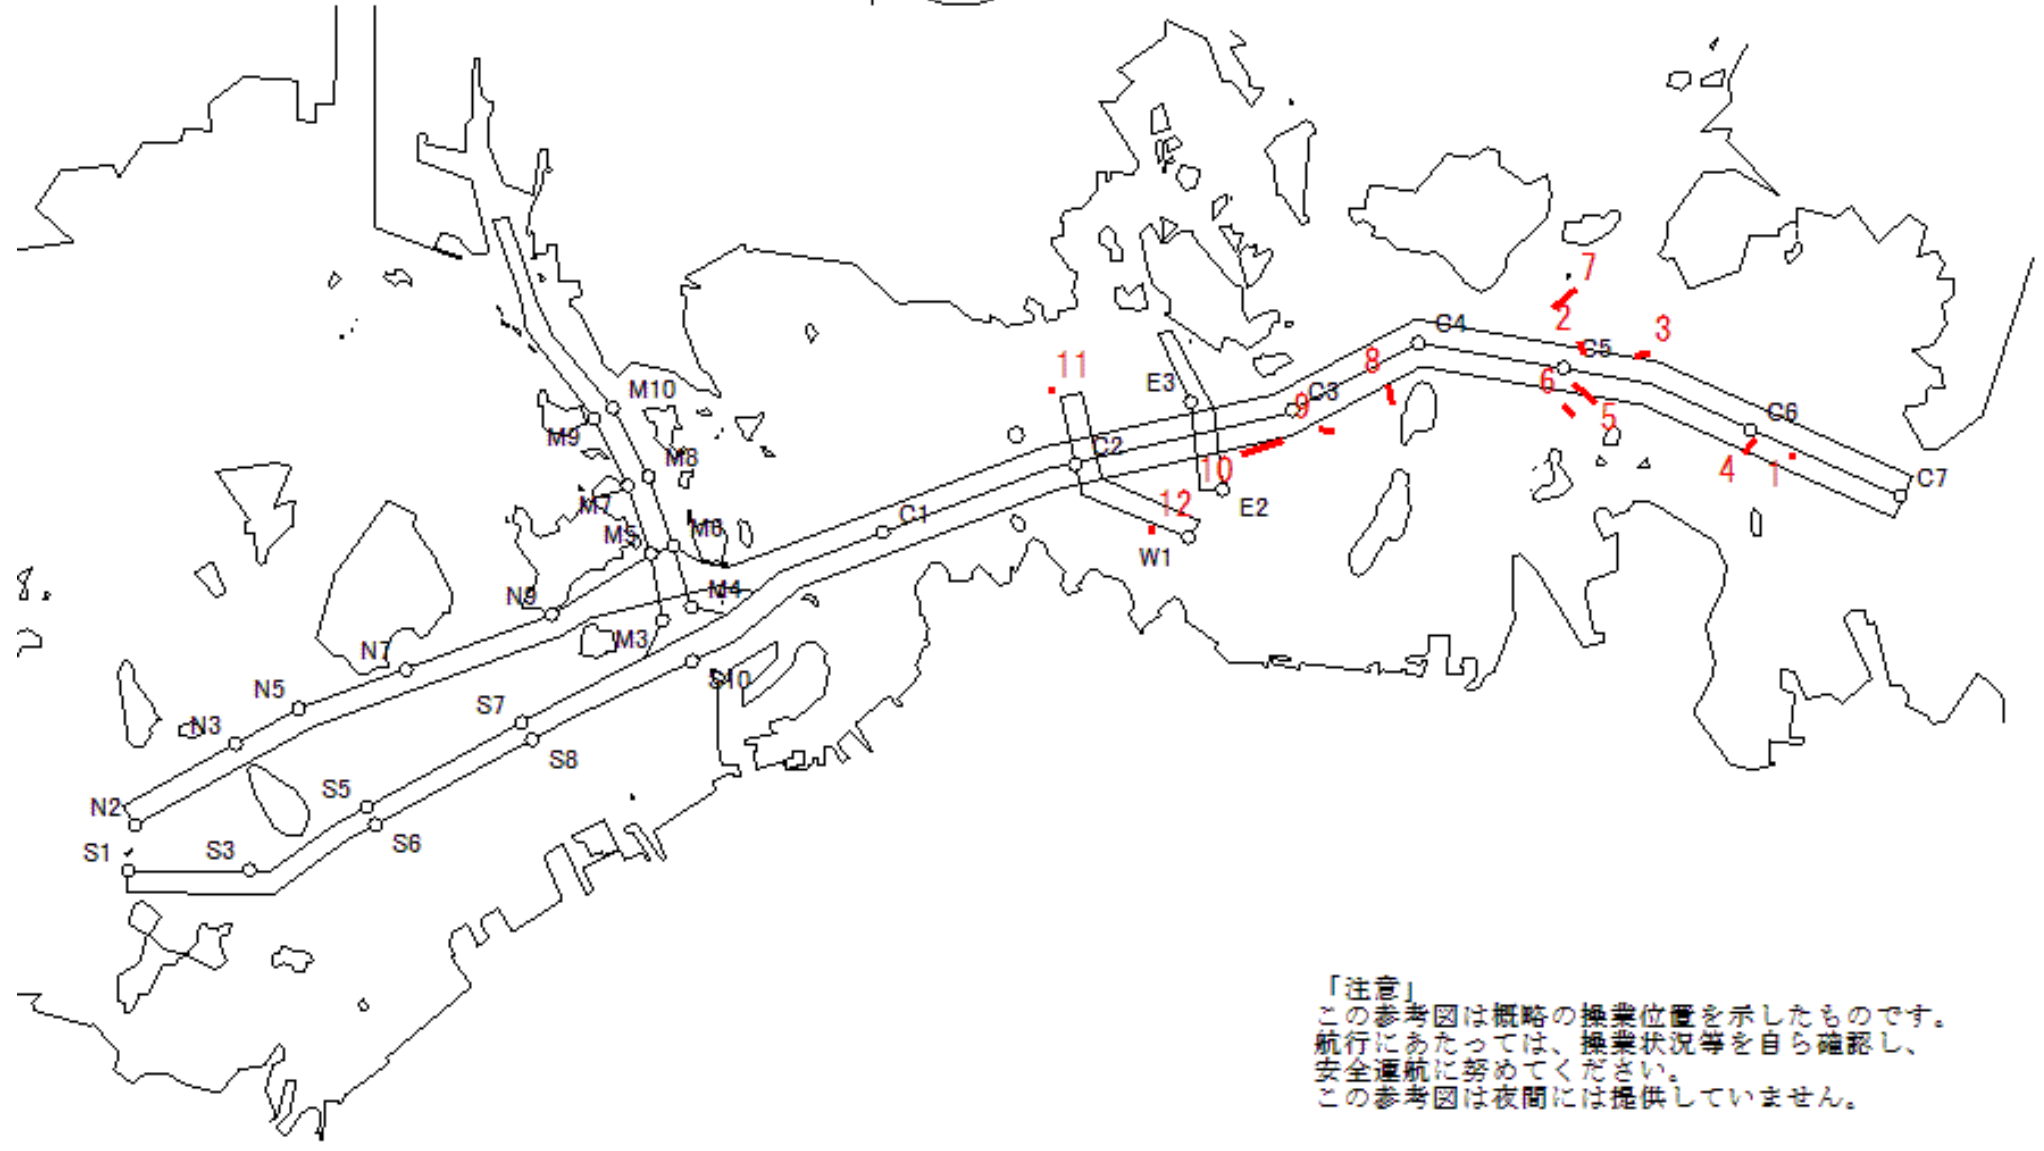 7
2
C4
3
C5
8
11
6
E3
M10
C3
9
5
C6
M9
C2
M8
10
4
1
C7
M7
12
E2
C1
M5
M6
W1
N9
M4
M3
N7
S10
N5
S7
N3
S8
S5
N2
S6
S1
S3
「注意」
この参考図は概略の操業位置を示したものです。
航行にあたっては、操業状況等を自ら確認し、
安全運航に努めてください。
この参考図は夜間には提供していません。